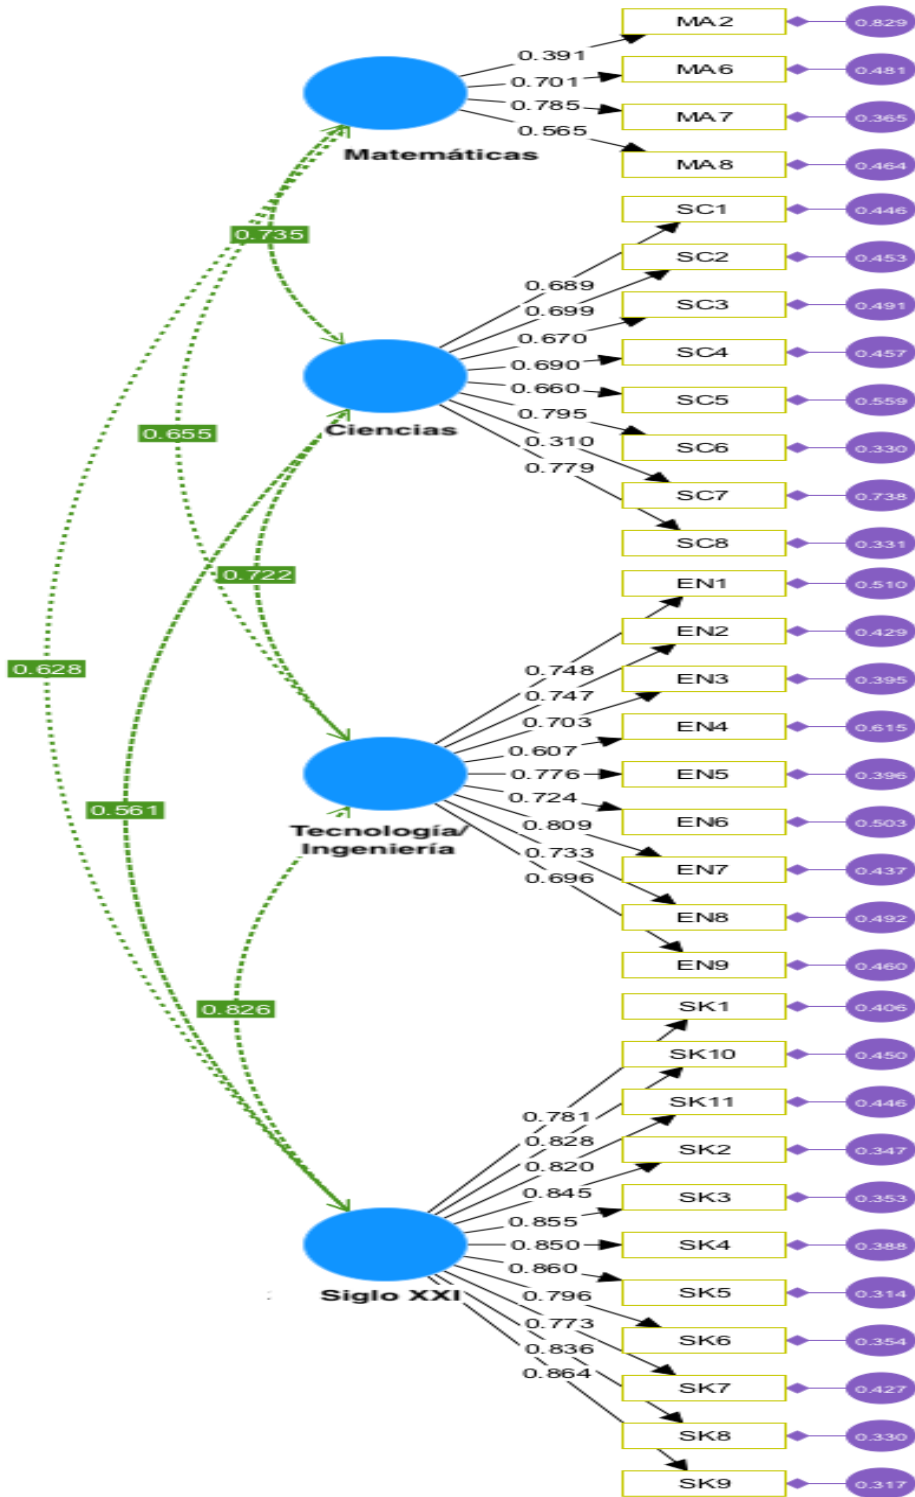 MA2
0.829
0.391
MA6
0.481
0.701
MA7
0.365
0.785
MA8
0.464
0.565
Matemáticas
SC1
0.446
0.735
SC2
0.453
0.689
SC3
0.491
0.699
SC4
0.457
0.670
SC5
0.559
0.690
SC6
0.330
0.660
SC7
0.738
0.795
SC8
0.331
0.310
0.779
Ciencias
0.655
0.722
EN1
0.510
EN2
0.429
EN3
0.395
EN4
0.615
EN5
0.396
EN6
0.503
EN7
0.437
EN8
0.492
EN9
0.460
0.748
0.747
0.703
0.607
0.776
0.724
0.809
0.733
0.696
0.628
0.561
Tecnología/
Ingeniería
0.826
SK1
0.406
SK10
0.450
SK11
0.446
SK2
0.347
SK3
0.353
SK4
0.388
SK5
0.314
SK6
0.354
SK7
0.427
SK8
0.330
SK9
0.317
0.781
0.828
0.820
0.845
0.855
0.850
0.860
0.796
0.773
0.836
0.864
Siglo XXI